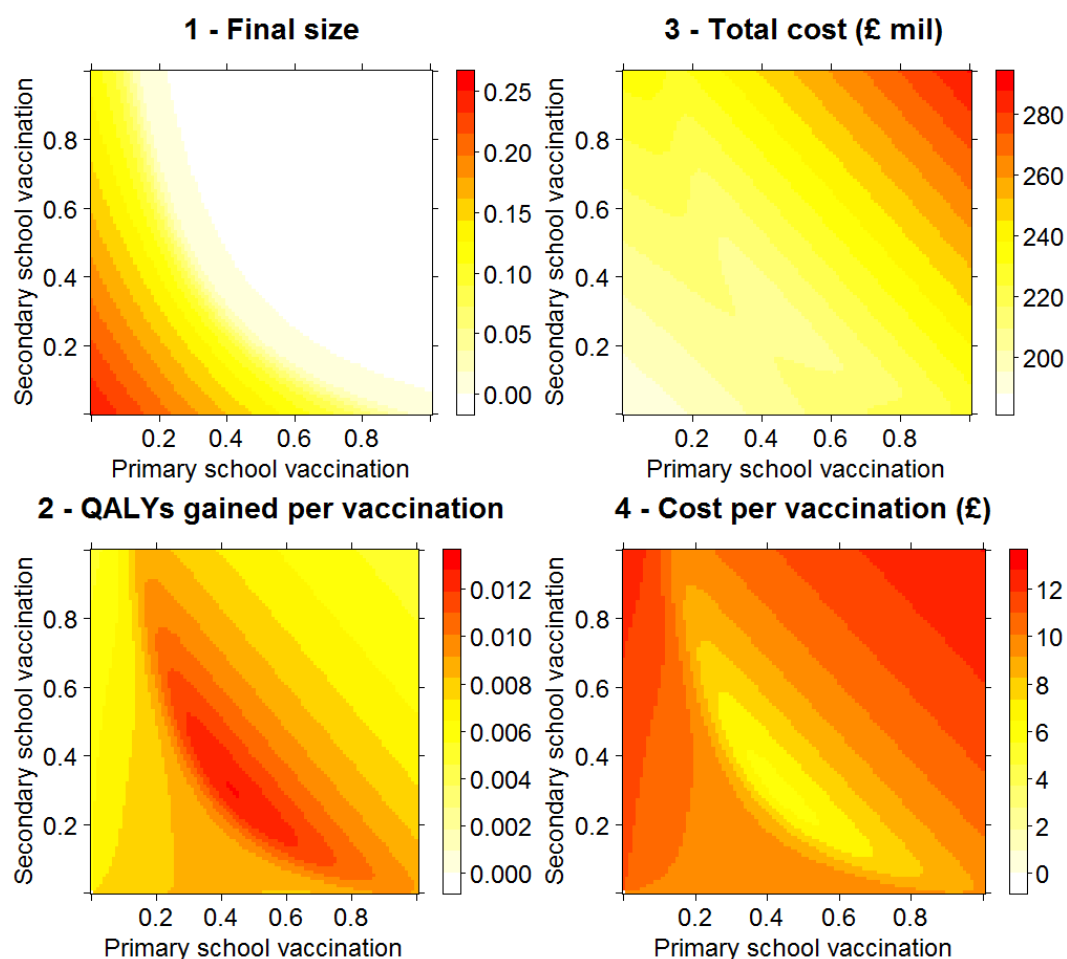 1 - Final size
Secondary school vaccination
0.8
0.6
0.4
0.2
0.2 0.4 0.6 0.8
Primary school vaccination
0.25
0.20
0.15
0.10
0.05
0.00
3 - Total cost (£ mil)
Secondary school vaccination
0.8
0.6
0.4
0.2
0.2 0.4 0.6 0.8
Primary school vaccination
280
260
240
220
200
2 - QALYs gained per vaccination
Secondary school vaccination
0.8
0.6
0.4
0.2
0.2 0.4 0.6 0.8
Primary school vaccination
0.012
0.010
0.008
0.006
0.004
0.002
0.000
4 - Cost per vaccination (£)
Secondary school vaccination
0.8
0.6
0.4
0.2
0.2 0.4 0.6 0.8
Primary school vaccination
12
10
8
6
4
2
0